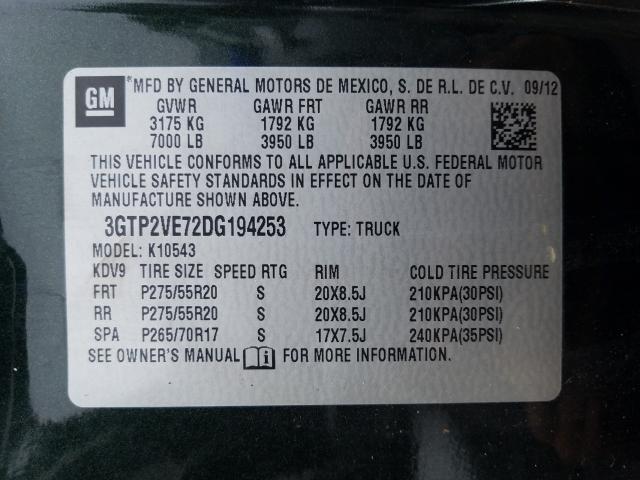 GM
*MFD BY GENERAL MOTORS DE MEXICO, S. DE R.L. DE C.V. 09/12
GVWR GAWR FRT GAWR RR
3175 KG 1792 KG 1792 KG
7000 LB 3950 LB 3950 LB
THIS VEHICLE CONFORMS TO ALL APPLICABLE U.S. FEDERAL MOTOR
VEHICLE SAFETY STANDARDS IN EFFECT ON THE DATE OF
MANUFACTURE SHOWN ABOVE.
3GTP2VE72DG194253 TYPE: TRUCK
MODEL: K10543
KDV9 TIRE SIZE SPEED RTG RIM COLD TIRE PRESSURE
FRT P275/55R20 S 20X8.5J 210KPA(30PSI)
RR P275/55R20 S 20X8.5J 210KPA(30PSI)
SPA P265/70R17 S 17X7.5J 240KPA(35PSI)
SEE OWNER'S MANUAL FOR MORE INFORMATION.